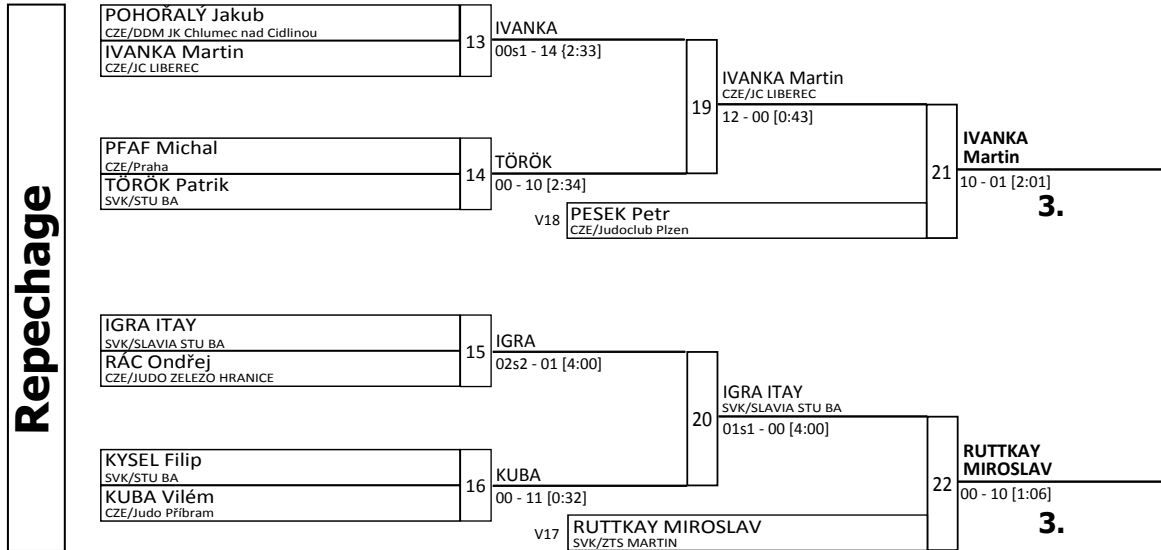 Repechage
POHOŘALÝ Jakub
CZE/DDM JK Chlumec nad Cidlinou
IVANKA Martin
CZE/JC LIBEREC
13
IVANKA
00s1 - 14 {2:33}
PFAF Michal
CZE/Praha
TÖRÖK Patrik
SVK/STU BA
14
TÖRÖK
00 - 10 [2:34]
19
IVANKA Martin
CZE/JC LIBEREC
12 - 00 [0:43]
V18
PESEK Petr
CZE/Judoclub Plzen
21
IVANKA
Martin
10 - 01 [2:01]
3.
IGRA ITAY
SVK/SLAVIA STU BA
RÁC Ondřej
CZE/JUDO ZELEZO HRANICE
15
IGRA
02s2 - 01 [4:00]
KYSEL Filip
SVK/STU BA
KUBA Vilém
CZE/Judo Příbram
16
KUBA
00 - 11 [0:32]
20
IGRA ITAY
SVK/SLAVIA STU BA
01s1 - 00 [4:00]
V17
RUTTKAY MIROSLAV
SVK/ZTS MARTIN
22
RUTTKAY
MIROSLAV
00 - 10 [1:06]
3.